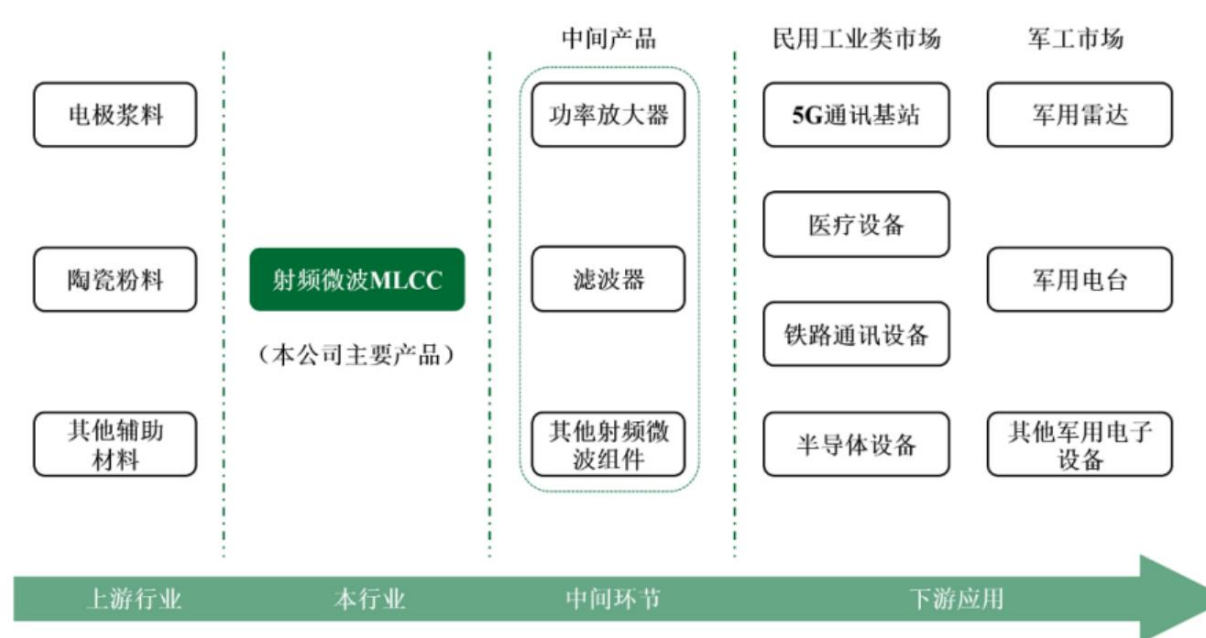 中间产品
民用工业类市场
军工市场
电极浆料
功率放大器
5G通讯基站
军用雷达
医疗设备
陶瓷粉料
射频微波MLCC
滤波器
军用电台
铁路通讯设备
（本公司主要产品）
其他辅助
材料
其他射频微
波组件
半导体设备
其他军用电子
设备
上游行业
本行业
中间环节
下游应用